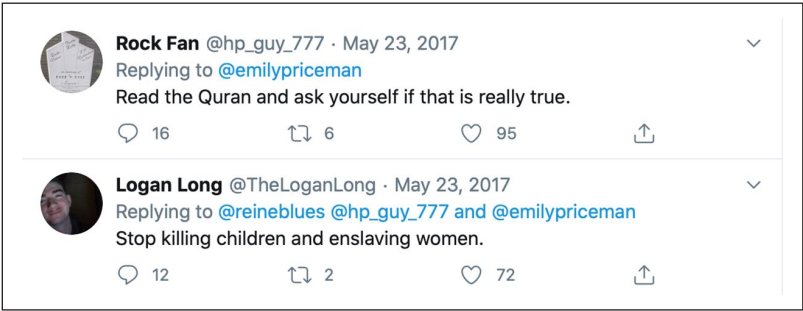 Rock Fan @hp_guy_777 · May 23, 2017
Replying to @emilypriceman
Read the Quran and ask yourself if that is really true.
16 6 95
Logan Long @TheLoganLong · May 23, 2017
Replying to @reineblues @hp_guy_777 and @emilypriceman
Stop killing children and enslaving women.
12 2 72